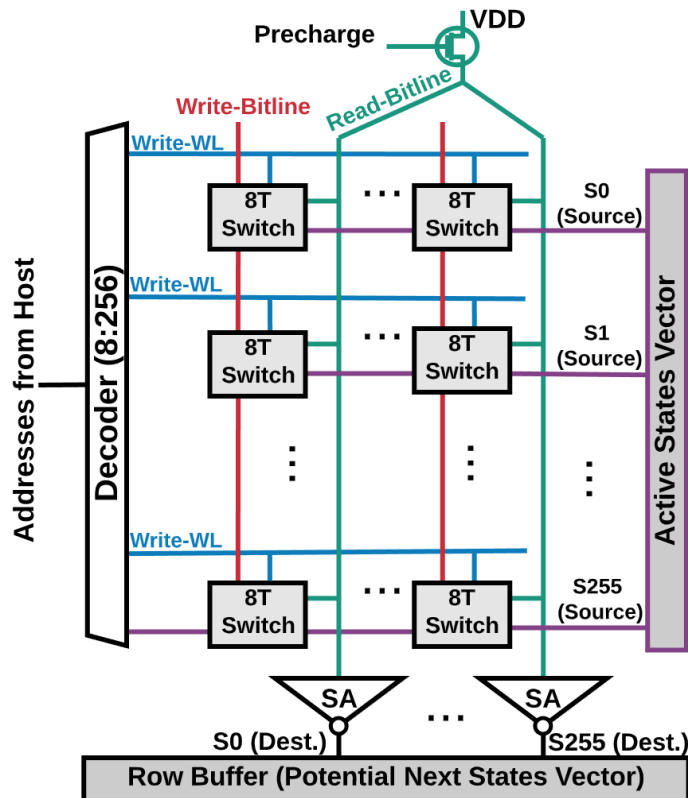 VDD
Precharge
Read-Bitline
Write-Bitline
Write-WL
8T
Switch
...
8T
Switch
S0
(Source)
Write-WL
8T
Switch
...
8T
Switch
S1
(Source)
Addresses from Host
Decoder (8:256)
Active States Vector
...
...
...
Write-WL
8T
Switch
...
8T
Switch
S255
(Source)
SA
...
SA
S0 (Dest.)
S255 (Dest.)
Row Buffer (Potential Next States Vector)